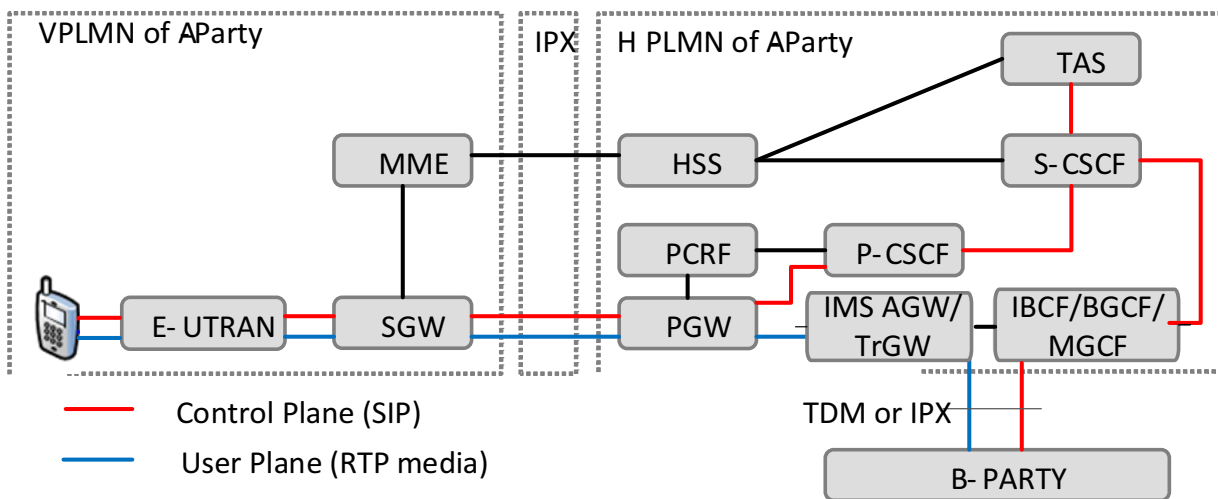 VPLMN of AParty
IPX
H PLMN of AParty
TAS
MME
HSS
S- CSCF
PCRF
P- CSCF
E- UTRAN
SGW
PGW
IMS AGW/
TrGW
IBCF/BGCF/
MGCF
Control Plane (SIP)
TDM or IPX
User Plane (RTP media)
B- PARTY